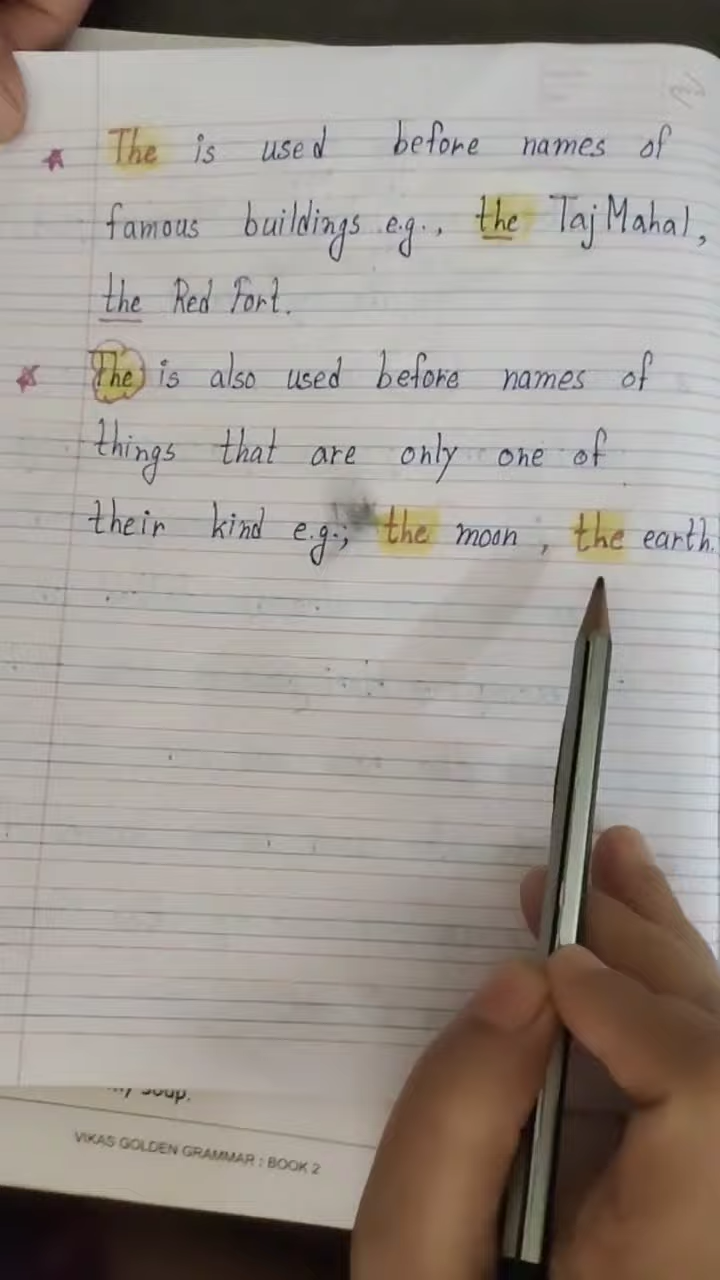 The is used before names of
famous buildings e.g., the Taj Mahal,
the Red Fort.
The is also used before names of
things that are only one of
their kind e.g.; the moon, the earth.
soup.
VIKAS GOLDEN GRAMMAR : BOOK 2